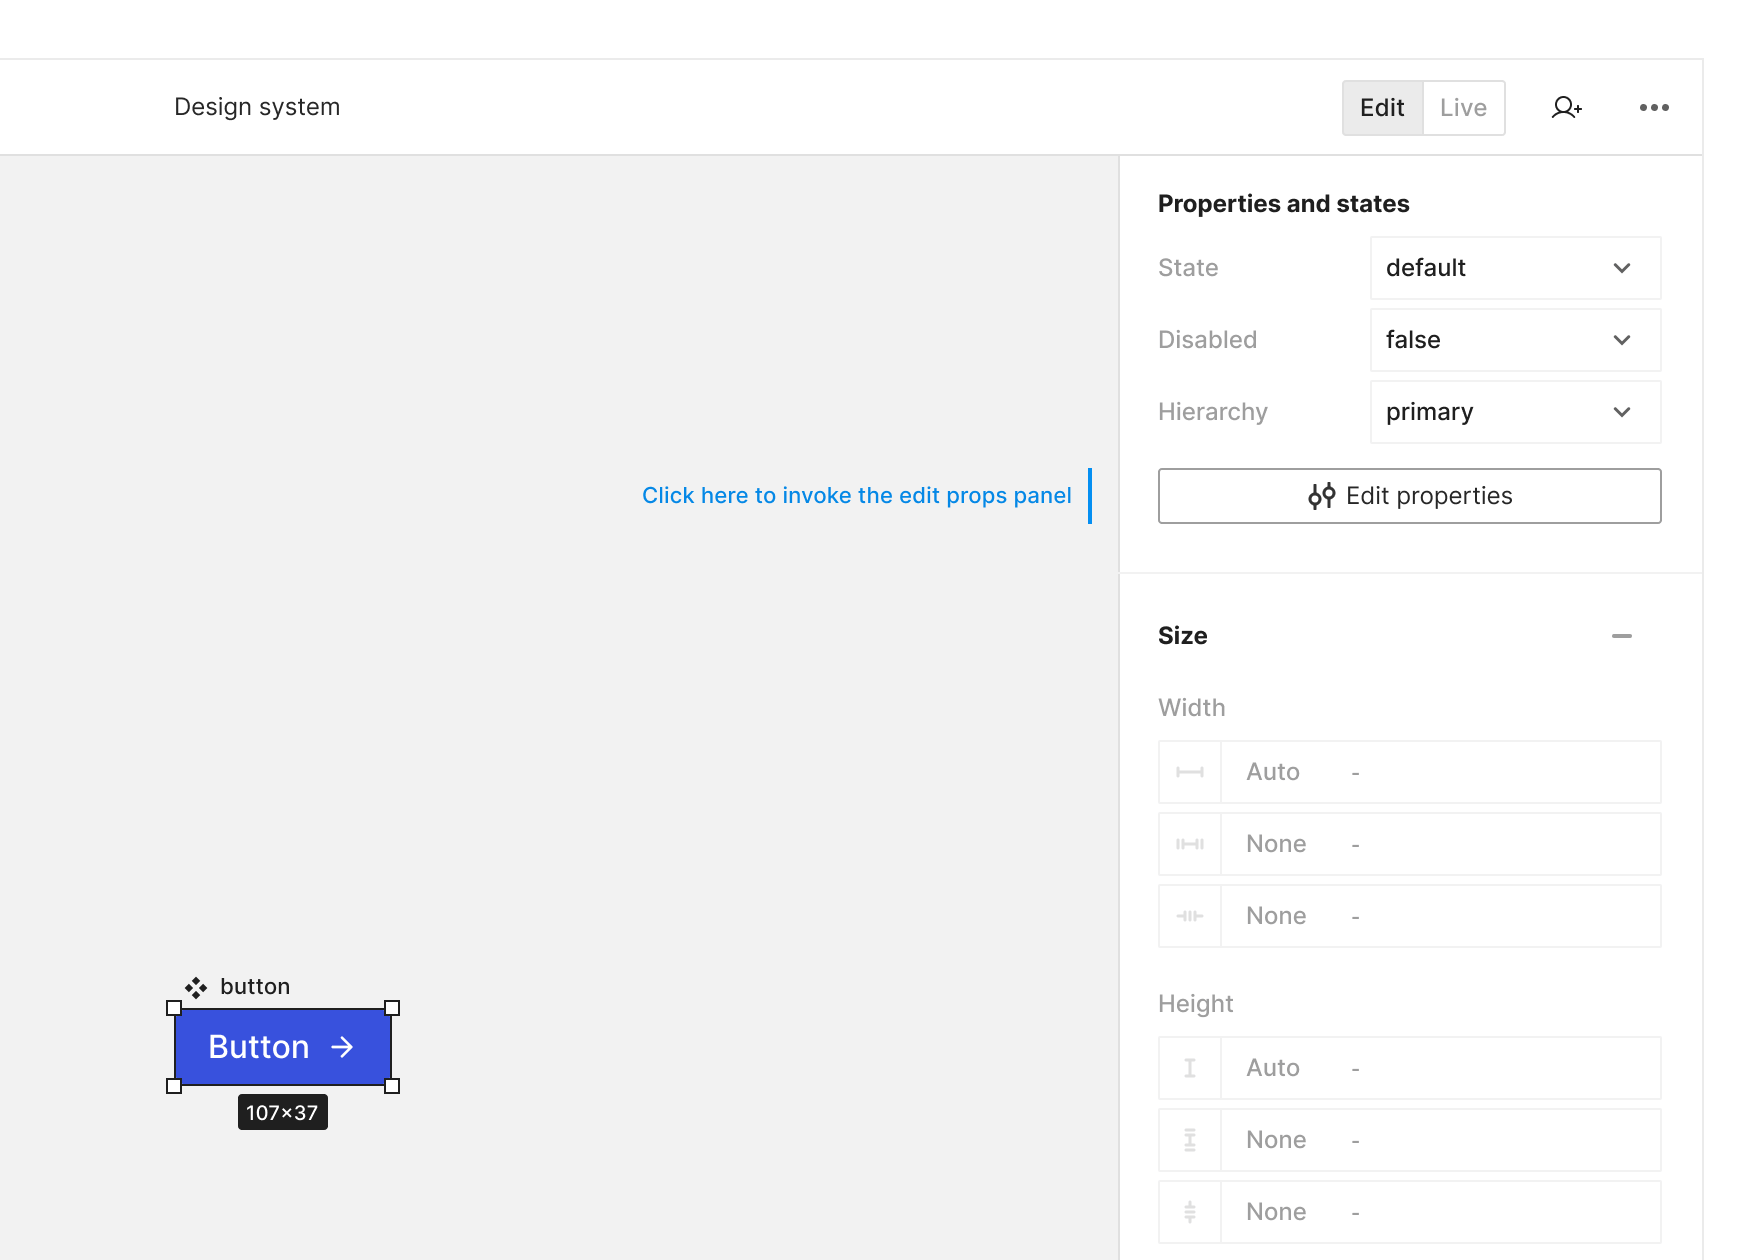 Design system
Edit
Live
Properties and states
State
default
Disabled
false
Hierarchy
primary
Click here to invoke the edit props panel
Edit properties
Size
Width
Auto -
None -
None -
button
Button
107×37
Height
Auto -
None -
None -